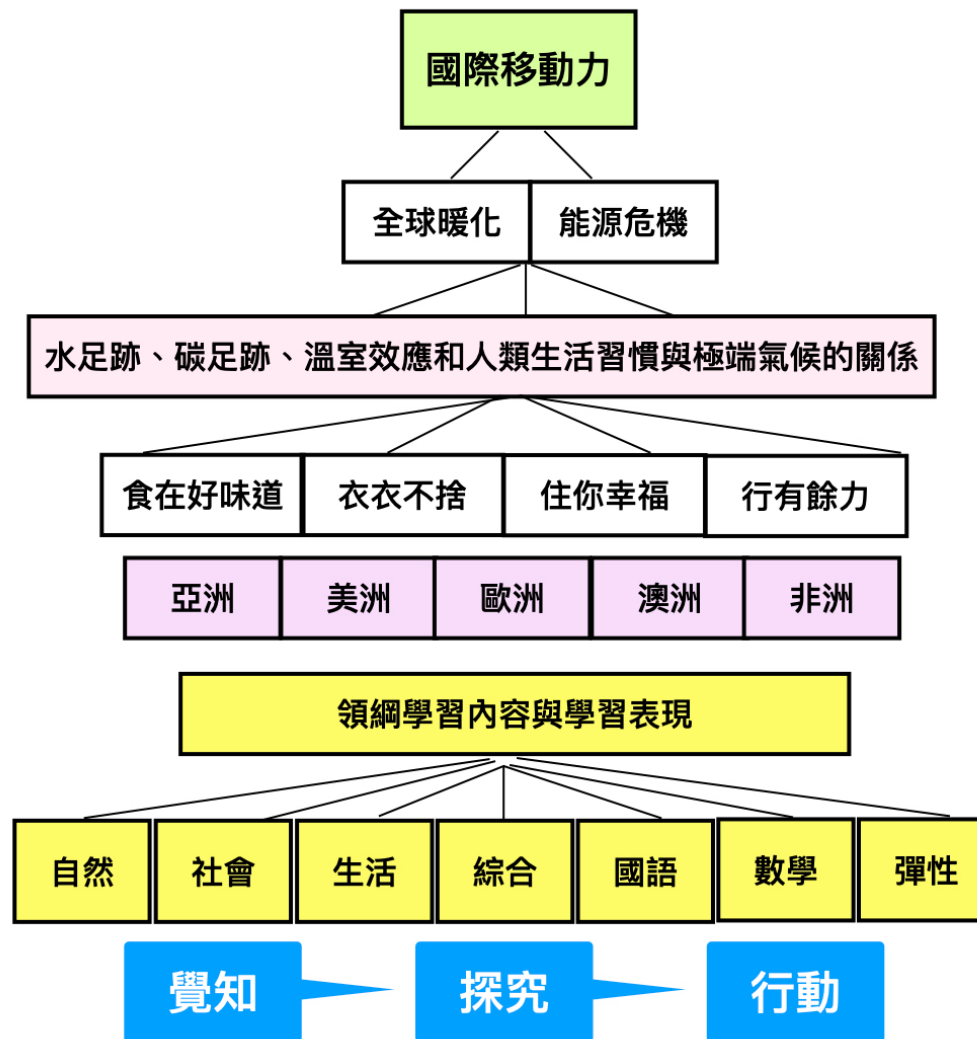 國際移動力
全球暖化 能源危機
水足跡、碳足跡、溫室效應和人類生活習慣與極端氣候的關係
食在好味道 衣衣不捨 住你幸福 行有餘力
亞洲 美洲 歐洲 澳洲 非洲
領綱學習內容與學習表現
自然 社會 生活 綜合 國語 數學 彈性
覺知 探究 行動